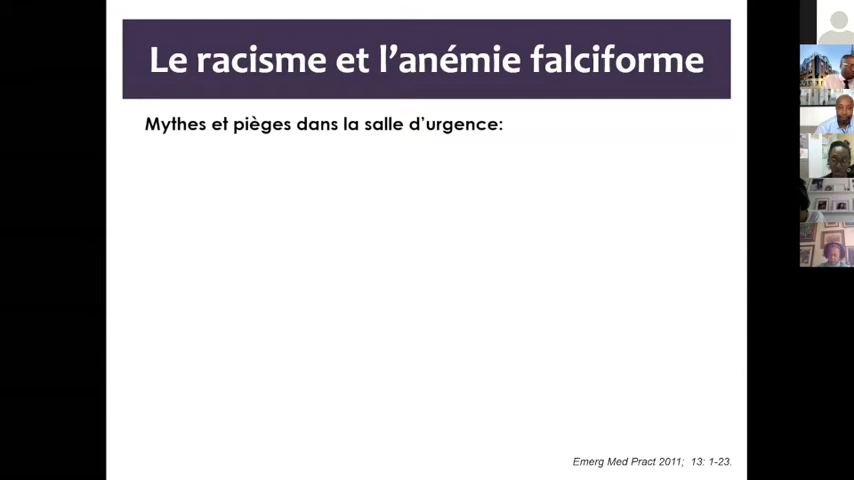 Le racisme et l’anémie falciforme
Mythes et pièges dans la salle d’urgence:
Emerg Med Pract 2011; 13: 1-23.